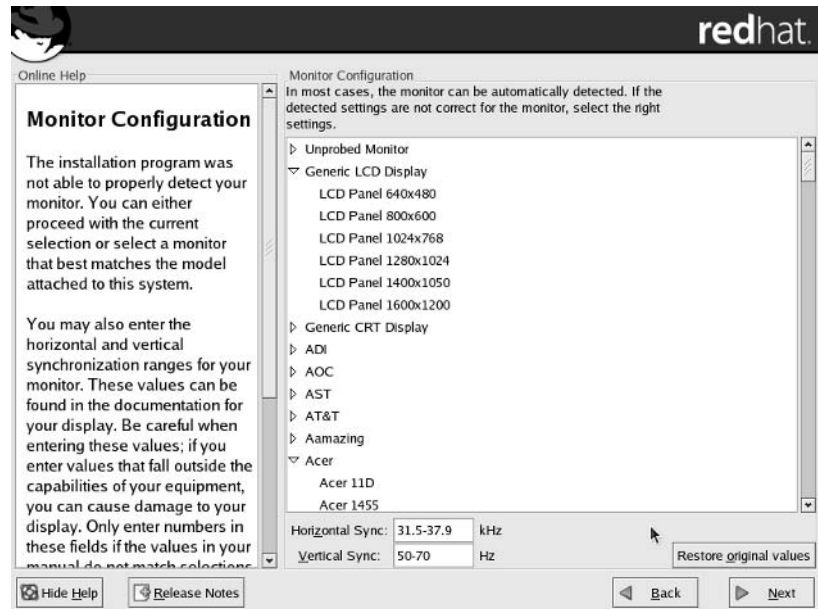 redhat.
Online Help
Monitor Configuration
The installation program was
not able to properly detect your
monitor. You can either
proceed with the current
selection or select a monitor
that best matches the model
attached to this system.
You may also enter the
horizontal and vertical
synchronization ranges for your
monitor. These values can be
found in the documentation for
your display. Be careful when
entering these values; if you
enter values that fall outside the
capabilities of your equipment,
you can cause damage to your
display. Only enter numbers in
these fields if the values in your
manual do not match selections
Monitor Configuration
In most cases, the monitor can be automatically detected. If the
detected settings are not correct for the monitor, select the right
settings.
Unprobed Monitor
Generic LCD Display
LCD Panel 640x480
LCD Panel 800x600
LCD Panel 1024x768
LCD Panel 1280x1024
LCD Panel 1400x1050
LCD Panel 1600x1200
Generic CRT Display
ADI
AOC
AST
AT&T
Aamazing
Acer
Acer 11D
Acer 1455
Horizontal Sync: 31.5-37.9 kHz
Vertical Sync: 50-70 Hz
Restore original values
Hide Help
Release Notes
Back
Next